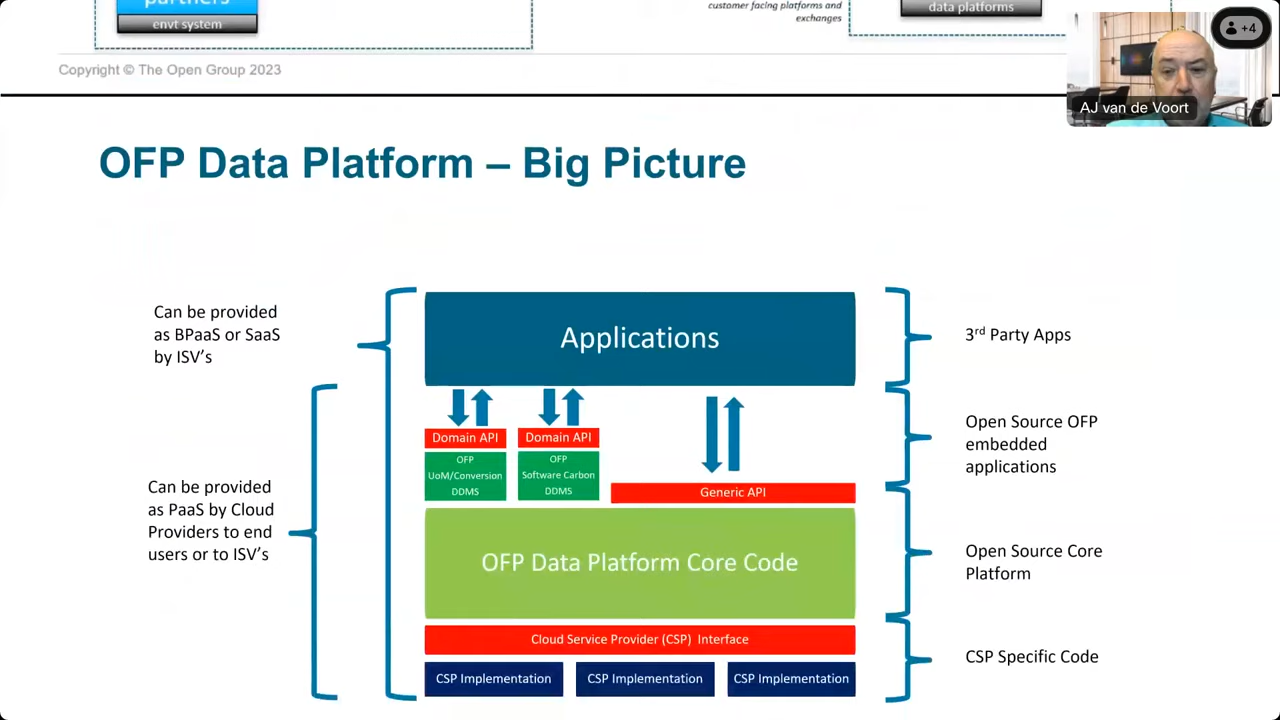 partners
envt system
customer facing platforms and
exchanges
data platforms
+4
Copyright © The Open Group 2023
AJ van de Voort
OFP Data Platform – Big Picture
Can be provided
as BPaaS or SaaS
by ISV's
Applications
3rd Party Apps
Domain API
Domain API
OFP
UoM/Conversion
DDMS
OFP
Software Carbon
DDMS
Generic API
Open Source OFP
embedded
applications
Can be provided
as PaaS by Cloud
Providers to end
users or to ISV's
OFP Data Platform Core Code
Open Source Core
Platform
Cloud Service Provider (CSP) Interface
CSP Implementation
CSP Implementation
CSP Implementation
CSP Specific Code